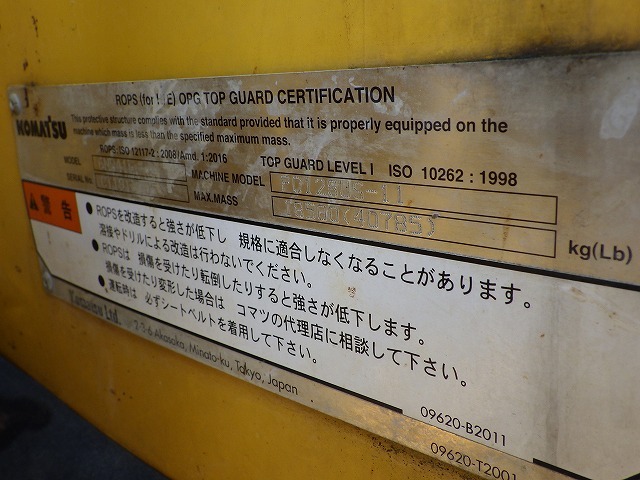 ROPS (for E) OPG TOP GUARD CERTIFICATION
KOMATSU
This protective structure complies with the standard provided that it is properly equipped on the
machine which mass is less than the specified maximum mass.
ROPS-ISO 12117-2 : 2008/Amd. 1:2016 TOP GUARD LEVEL I ISO 10262 : 1998
MODEL MACHINE MODEL PC128US-11
SERIAL No. MAX.MASS 18500(40785) kg(Lb)
警告
● ROPSを改造すると強さが低下し 規格に適合しなくなることがあります。
溶接やドリルによる改造は行わないでください。
● ROPSは 損傷を受けたり転倒したりすると強さが低下します。
損傷を受けたり変形した場合は コマツの代理店に相談して下さい。
● 運転時は 必ずシートベルトを着用して下さい。
Komatsu Ltd. 2-3-6 Akasaka, Minato-ku, Tokyo, Japan
09620-B2011
09620-T2001